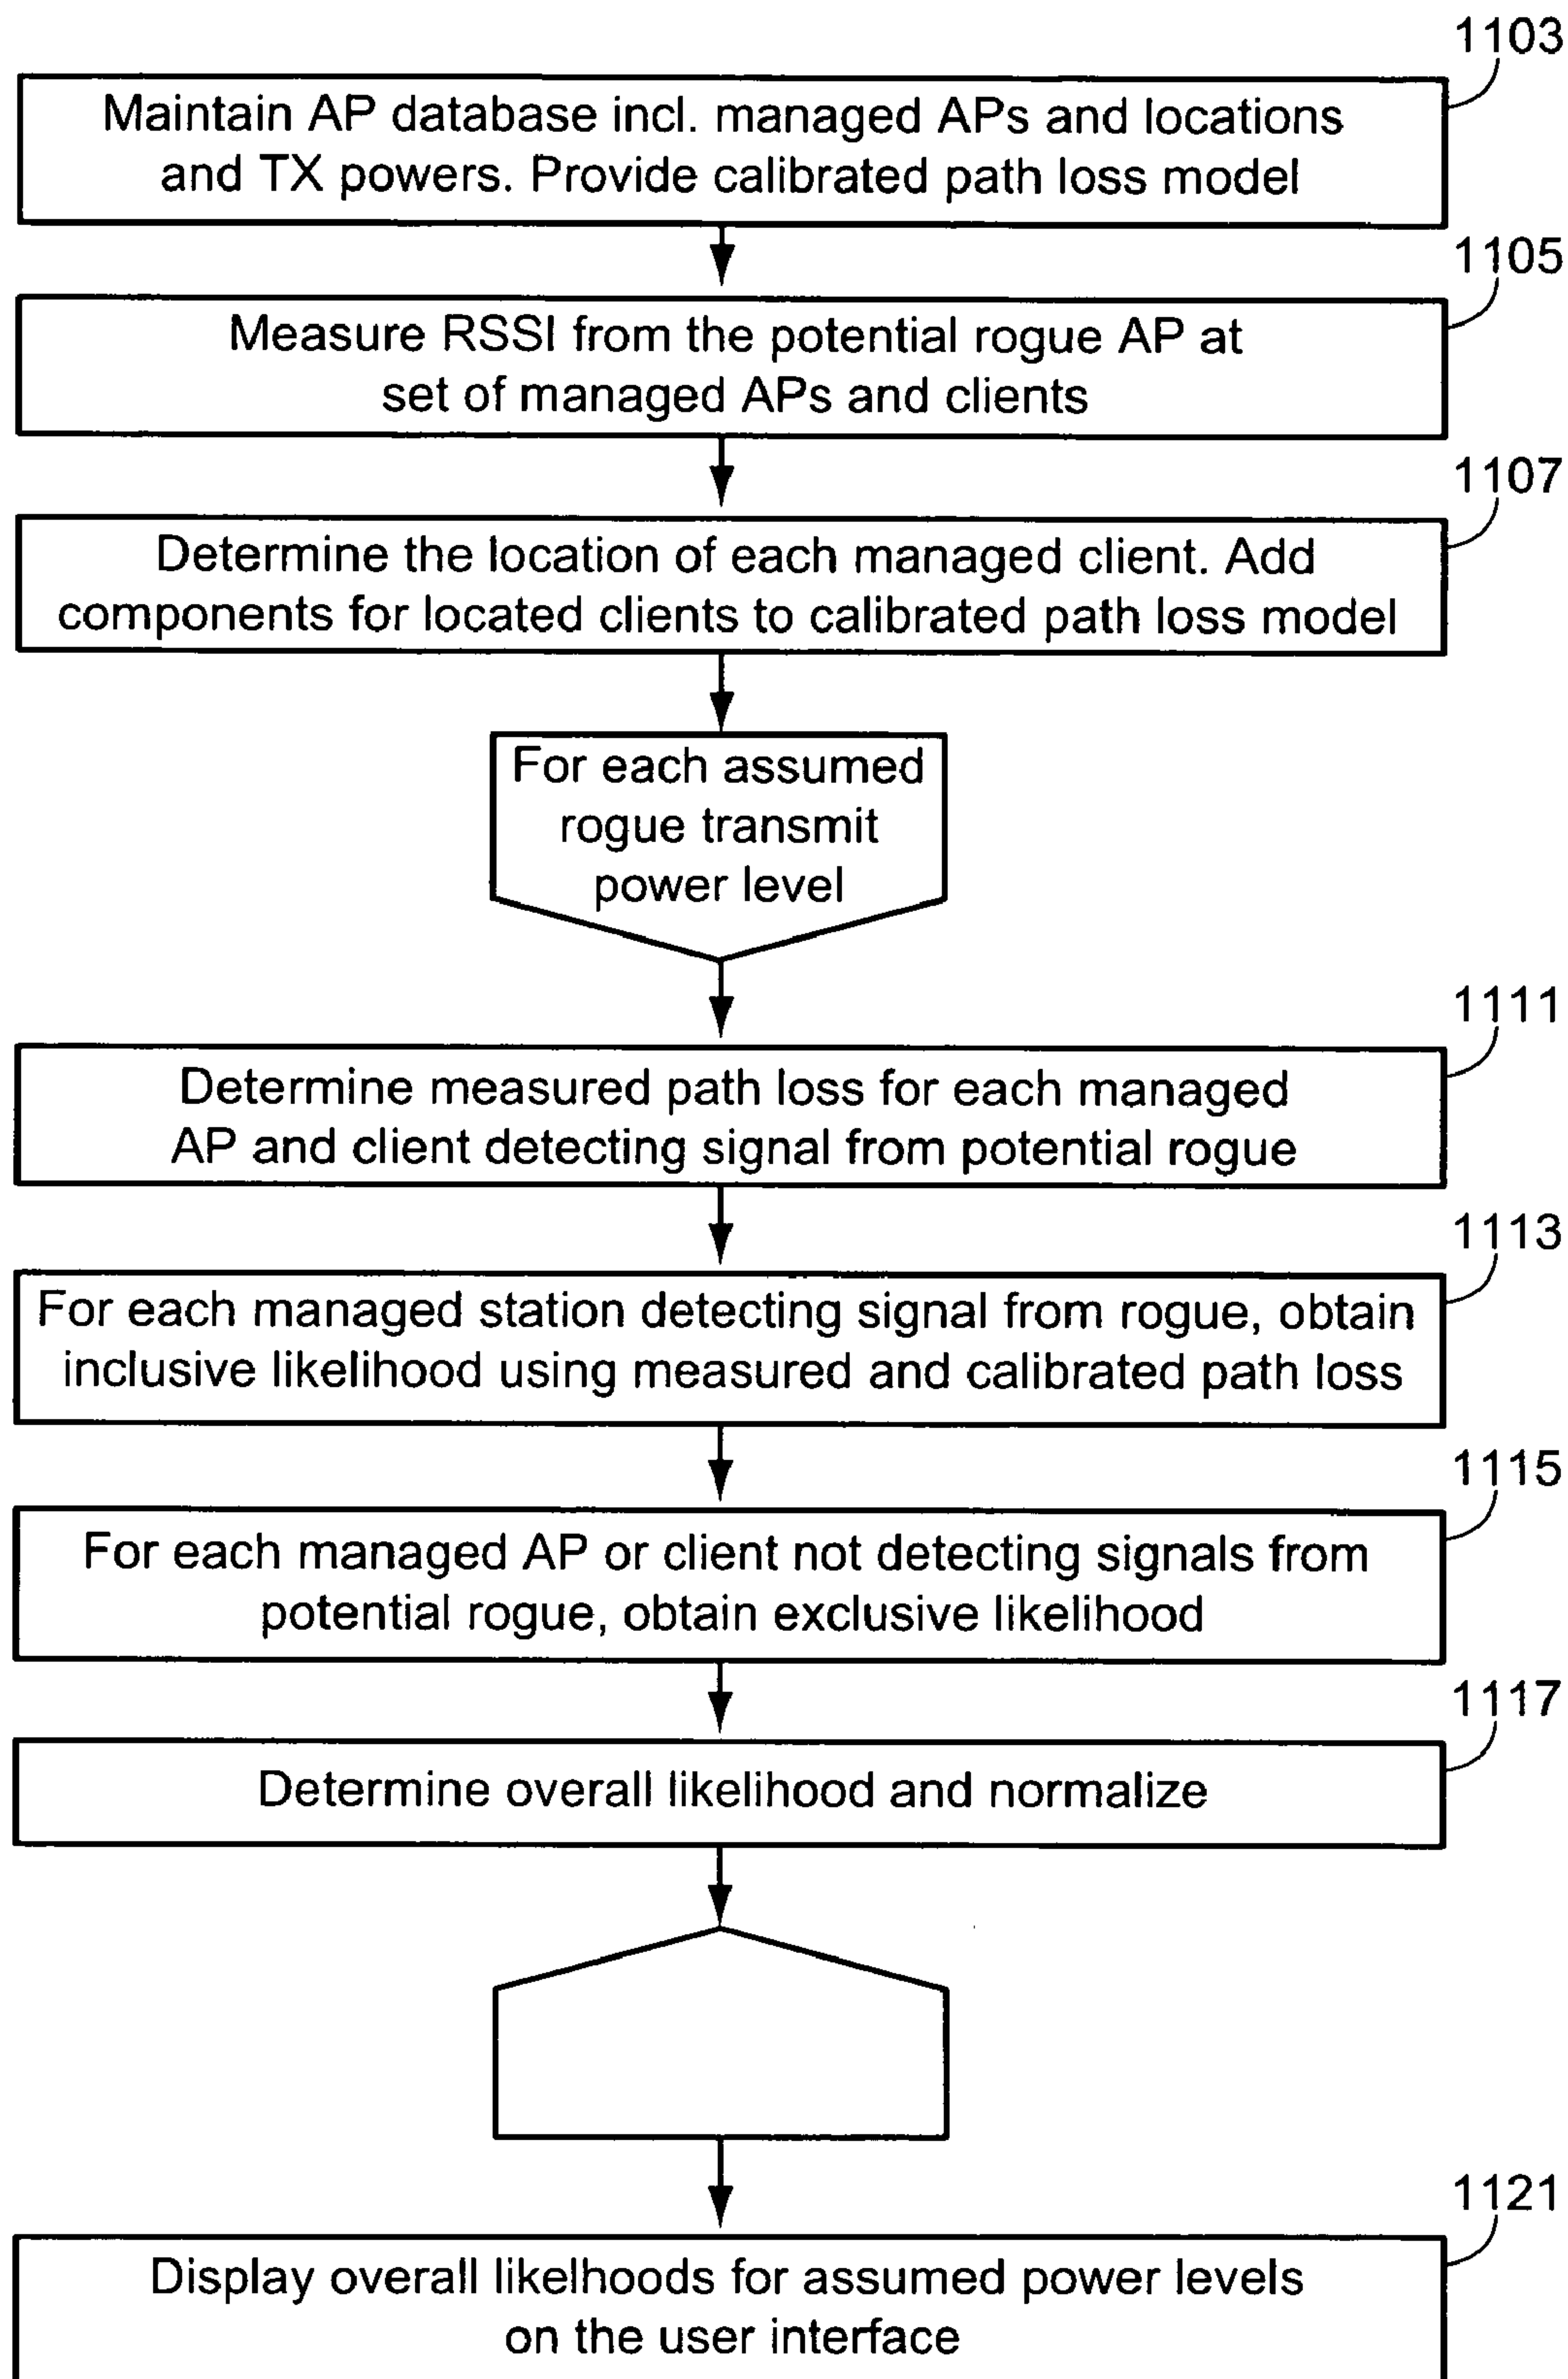 1103
Maintain AP database incl. managed APs and locations
and TX powers. Provide calibrated path loss model
1105
Measure RSSI from the potential rogue AP at
set of managed APs and clients
1107
Determine the location of each managed client. Add
components for located clients to calibrated path loss model
For each assumed
rogue transmit
power level
1111
Determine measured path loss for each managed
AP and client detecting signal from potential rogue
1113
For each managed station detecting signal from rogue, obtain
inclusive likelihood using measured and calibrated path loss
1115
For each managed AP or client not detecting signals from
potential rogue, obtain exclusive likelihood
1117
Determine overall likelihood and normalize
1121
Display overall likelhoods for assumed power levels
on the user interface